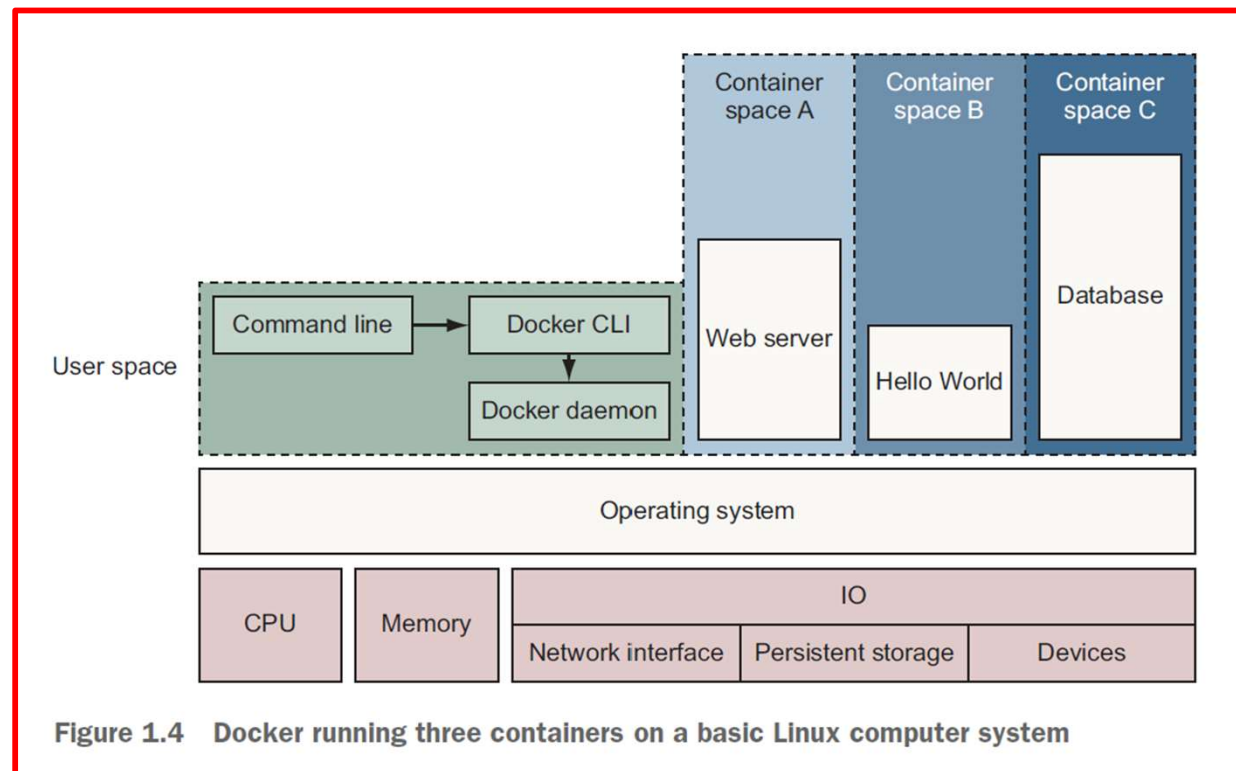 Container
space A
Container
space B
Container
space C
Command line
Docker CLI
Docker daemon
User space
Web server
Hello World
Database
Operating system
CPU
Memory
IO
Network interface
Persistent storage
Devices
Figure 1.4 Docker running three containers on a basic Linux computer system